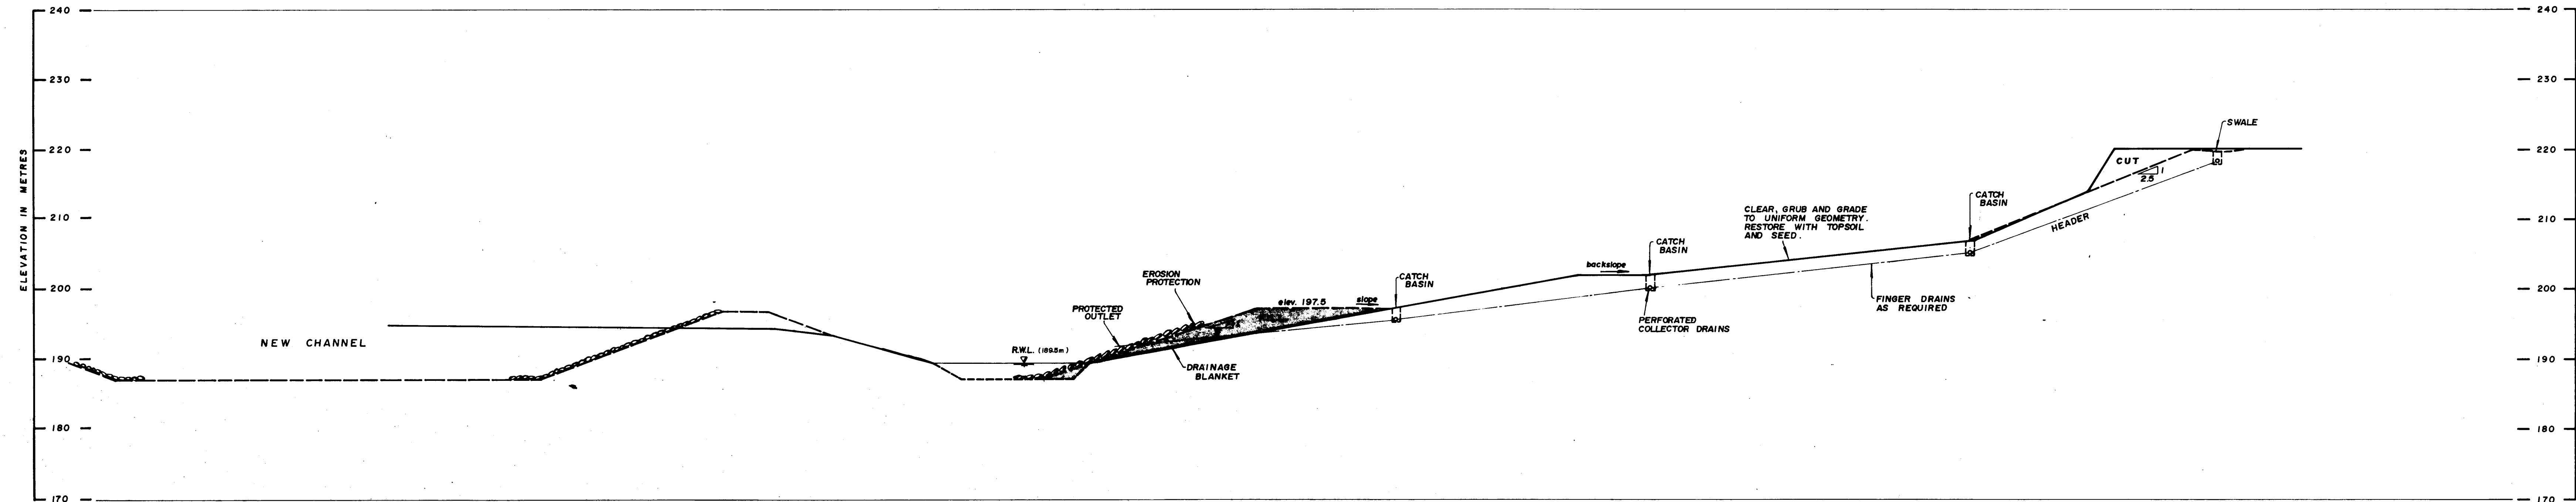 240
230
220
210
200
190
180
170
ELEVATION IN METRES
NEW CHANNEL
R.W.L. (189.5m)
PROTECTED
OUTLET
EROSION
PROTECTION
elev. 197.5
slope
DRAINAGE
BLANKET
CATCH
BASIN
backslope
CATCH
BASIN
PERFORATED
COLLECTOR DRAINS
CLEAR, GRUB AND GRADE
TO UNIFORM GEOMETRY.
RESTORE WITH TOPSOIL
AND SEED.
FINGER DRAINS
AS REQUIRED
CATCH
BASIN
HEADER
CUT
1
2.5
SWALE
240
230
220
210
200
190
180
170